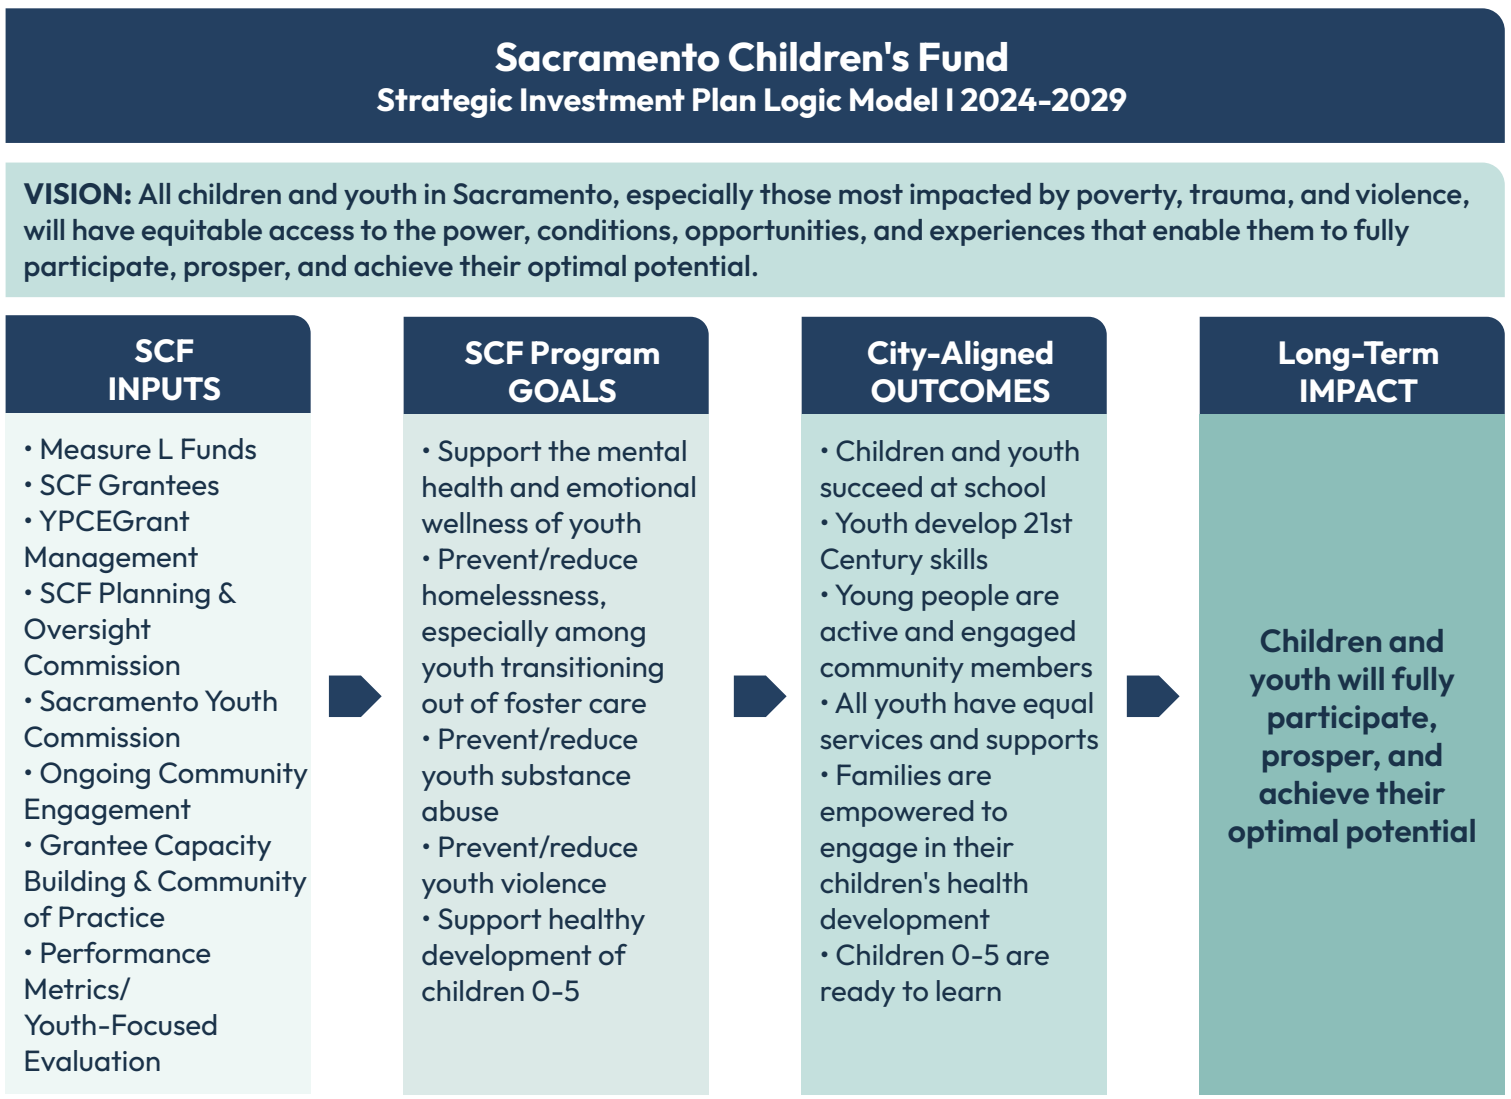 Sacramento Children's Fund
Strategic Investment Plan Logic Model I 2024-2029
VISION: All children and youth in Sacramento, especially those most impacted by poverty, trauma, and violence,
will have equitable access to the power, conditions, opportunities, and experiences that enable them to fully
participate, prosper, and achieve their optimal potential.
SCF
INPUTS
• Measure L Funds
• SCF Grantees
• YPCEGrant
Management
• SCF Planning &
Oversight
Commission
• Sacramento Youth
Commission
• Ongoing Community
Engagement
• Grantee Capacity
Building & Community
of Practice
• Performance
Metrics/
Youth-Focused
Evaluation
SCF Program
GOALS
• Support the mental
health and emotional
wellness of youth
• Prevent/reduce
homelessness,
especially among
youth transitioning
out of foster care
• Prevent/reduce
youth substance
abuse
• Prevent/reduce
youth violence
• Support healthy
development of
children 0-5
City-Aligned
OUTCOMES
• Children and youth
succeed at school
• Youth develop 21st
Century skills
• Young people are
active and engaged
community members
• All youth have equal
services and supports
• Families are
empowered to
engage in their
children's health
development
• Children 0-5 are
ready to learn
Long-Term
IMPACT
Children and
youth will fully
participate,
prosper, and
achieve their
optimal potential